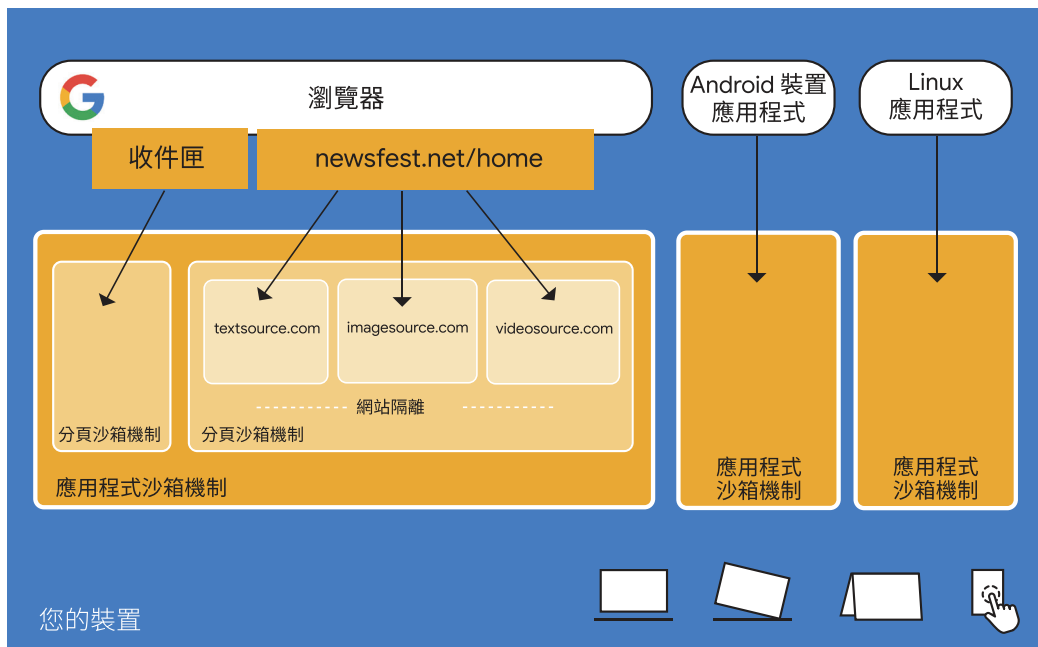 瀏覽器
Android 裝置
應用程式
Linux
應用程式
收件匣
newsfest.net/home
textsource.com
imagesource.com
videosource.com
網站隔離
分頁沙箱機制
分頁沙箱機制
應用程式沙箱機制
應用程式
沙箱機制
應用程式
沙箱機制
您的裝置